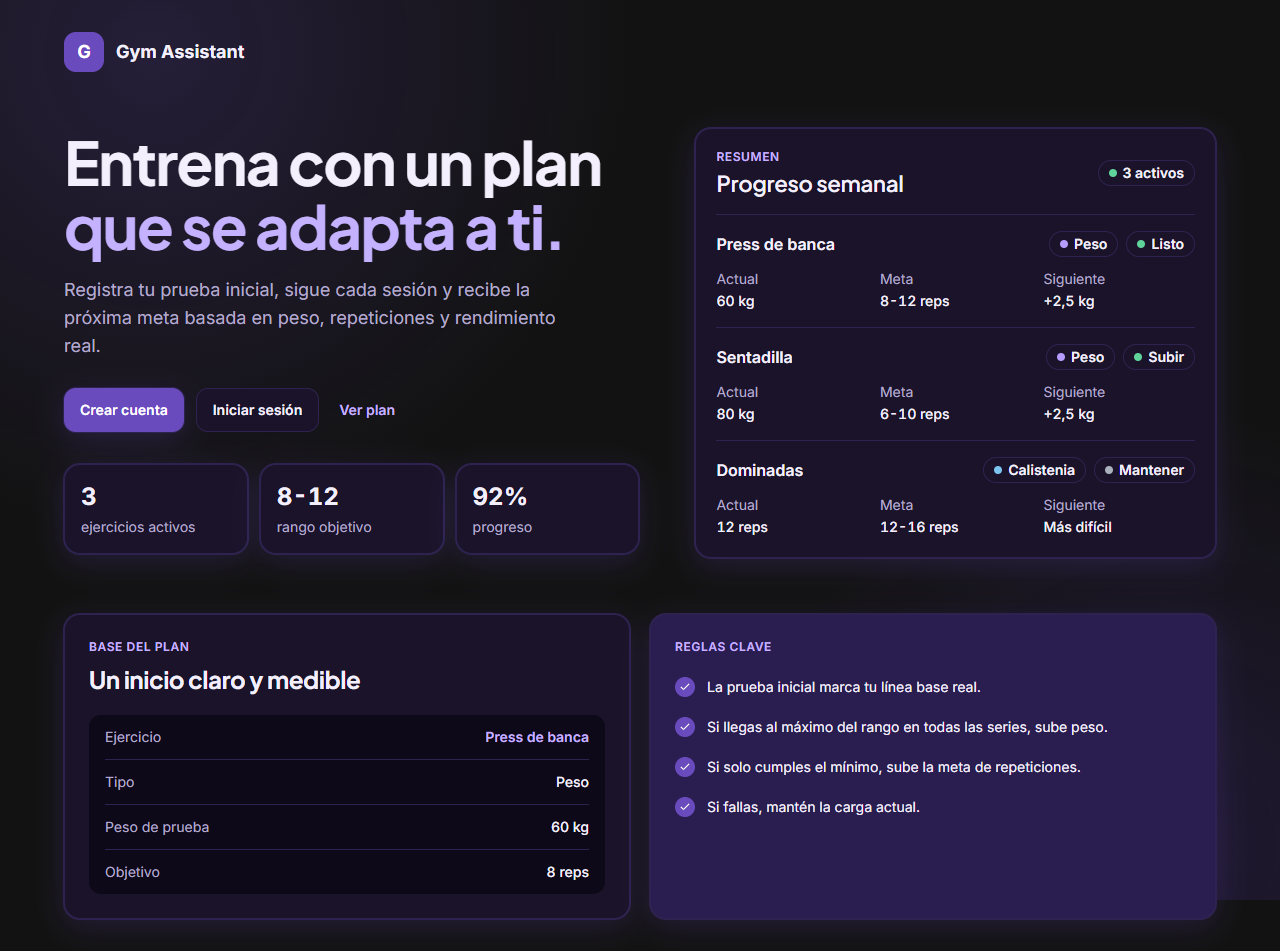 G Gym Assistant
Entrena con un plan
que se adapta a ti.
Registra tu prueba inicial, sigue cada sesión y recibe la
próxima meta basada en peso, repeticiones y rendimiento
real.
Crear cuenta Iniciar sesión Ver plan
3
ejercicios activos
8-12
rango objetivo
92%
progreso
RESUMEN
Progreso semanal
3 activos
Press de banca Peso Listo
Actual Meta Siguiente
60 kg 8-12 reps +2,5 kg
Sentadilla Peso Subir
Actual Meta Siguiente
80 kg 6-10 reps +2,5 kg
Dominadas Calistenia Mantener
Actual Meta Siguiente
12 reps 12-16 reps Más difícil
BASE DEL PLAN
Un inicio claro y medible
Ejercicio Press de banca
Tipo Peso
Peso de prueba 60 kg
Objetivo 8 reps
REGLAS CLAVE
La prueba inicial marca tu línea base real.
Si llegas al máximo del rango en todas las series, sube peso.
Si solo cumples el mínimo, sube la meta de repeticiones.
Si fallas, mantén la carga actual.